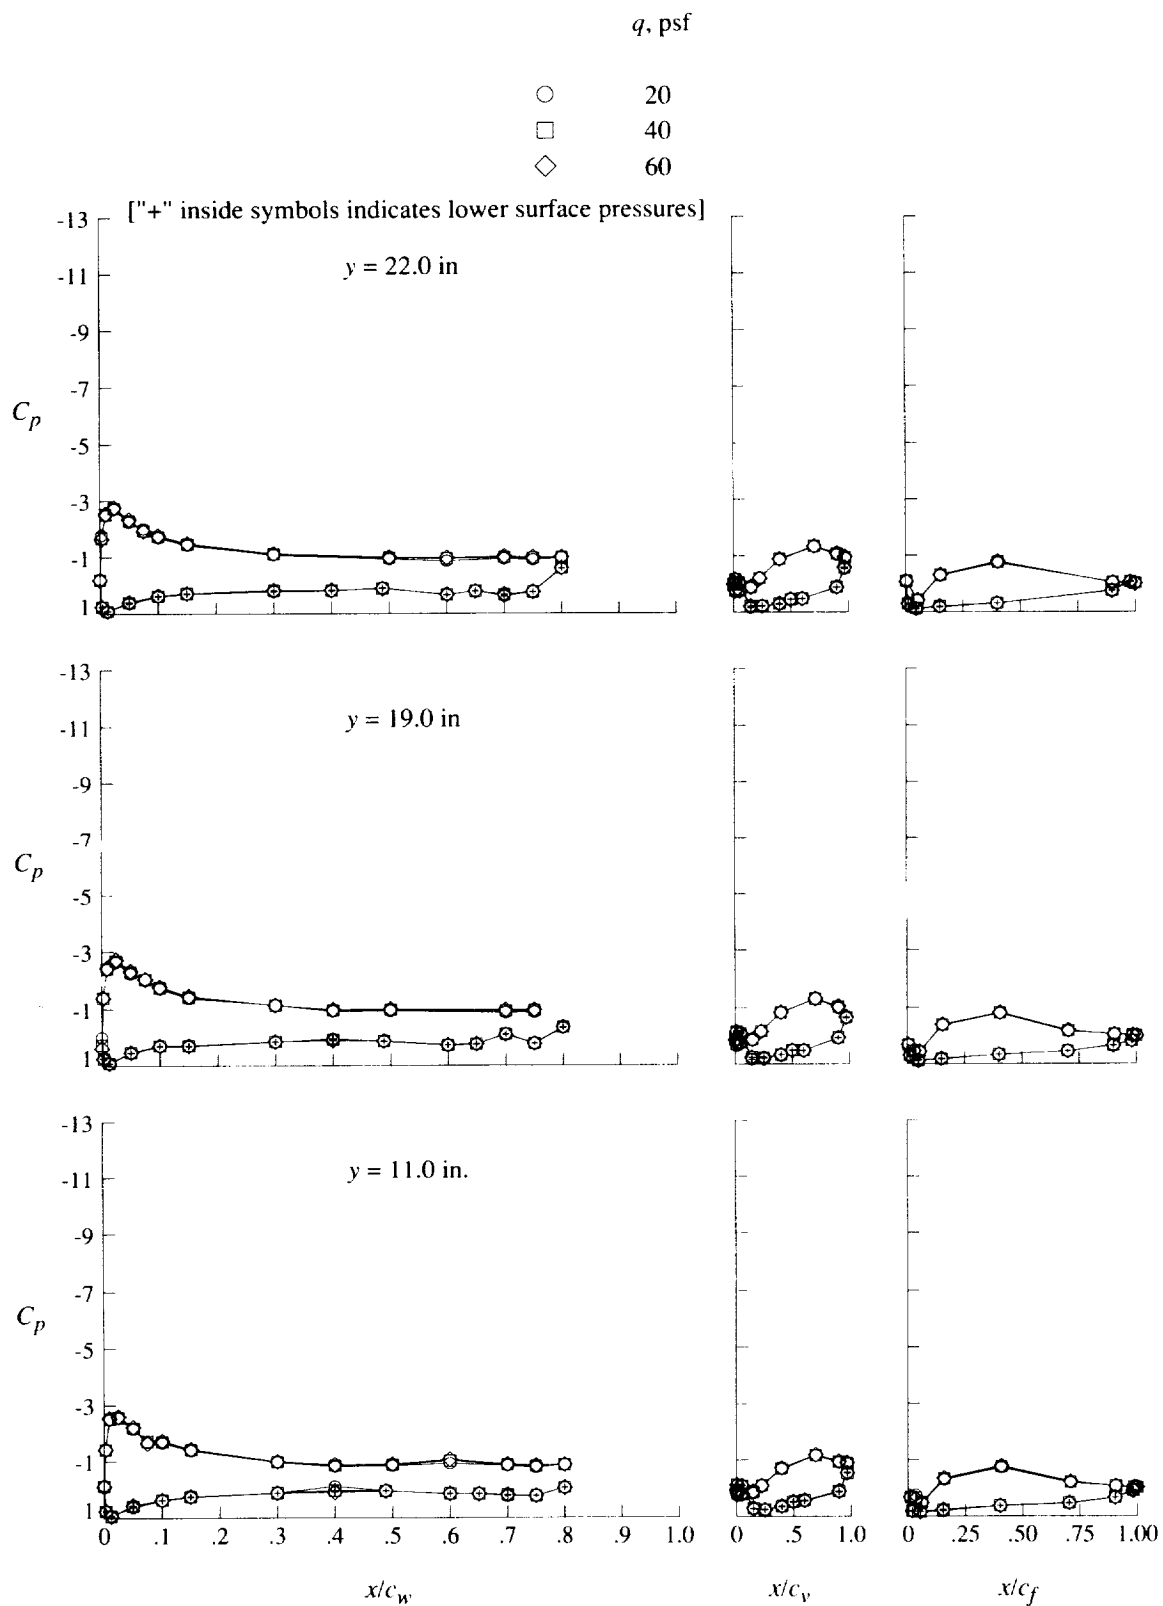 q, psf
20
40
60
["+" inside symbols indicates lower surface pressures]
y = 22.0 in
-13
-11
-9
-7
-5
-3
-1
1
C_p
y = 19.0 in
-13
-11
-9
-7
-5
-3
-1
1
C_p
y = 11.0 in.
-13
-11
-9
-7
-5
-3
-1
1
C_p
0 .1 .2 .3 .4 .5 .6 .7 .8 .9 1.0
0 .5 1.0
0 .25 .50 .75 1.00
x/c_w
x/c_v
x/c_f